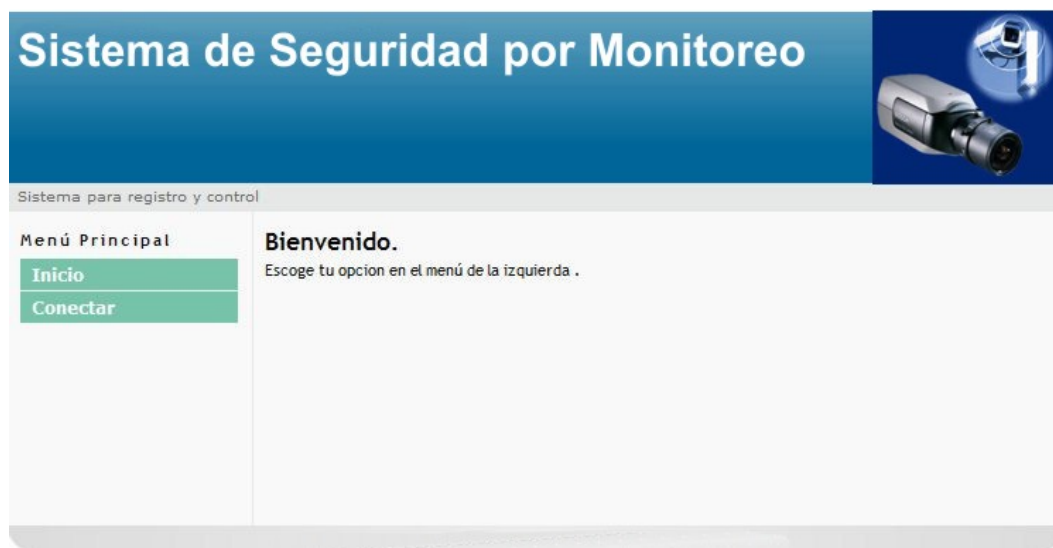 Sistema de Seguridad por Monitoreo
Sistema para registro y control
Menú Principal
Inicio
Conectar
Bienvenido.
Escoge tu opcion en el menú de la izquierda .